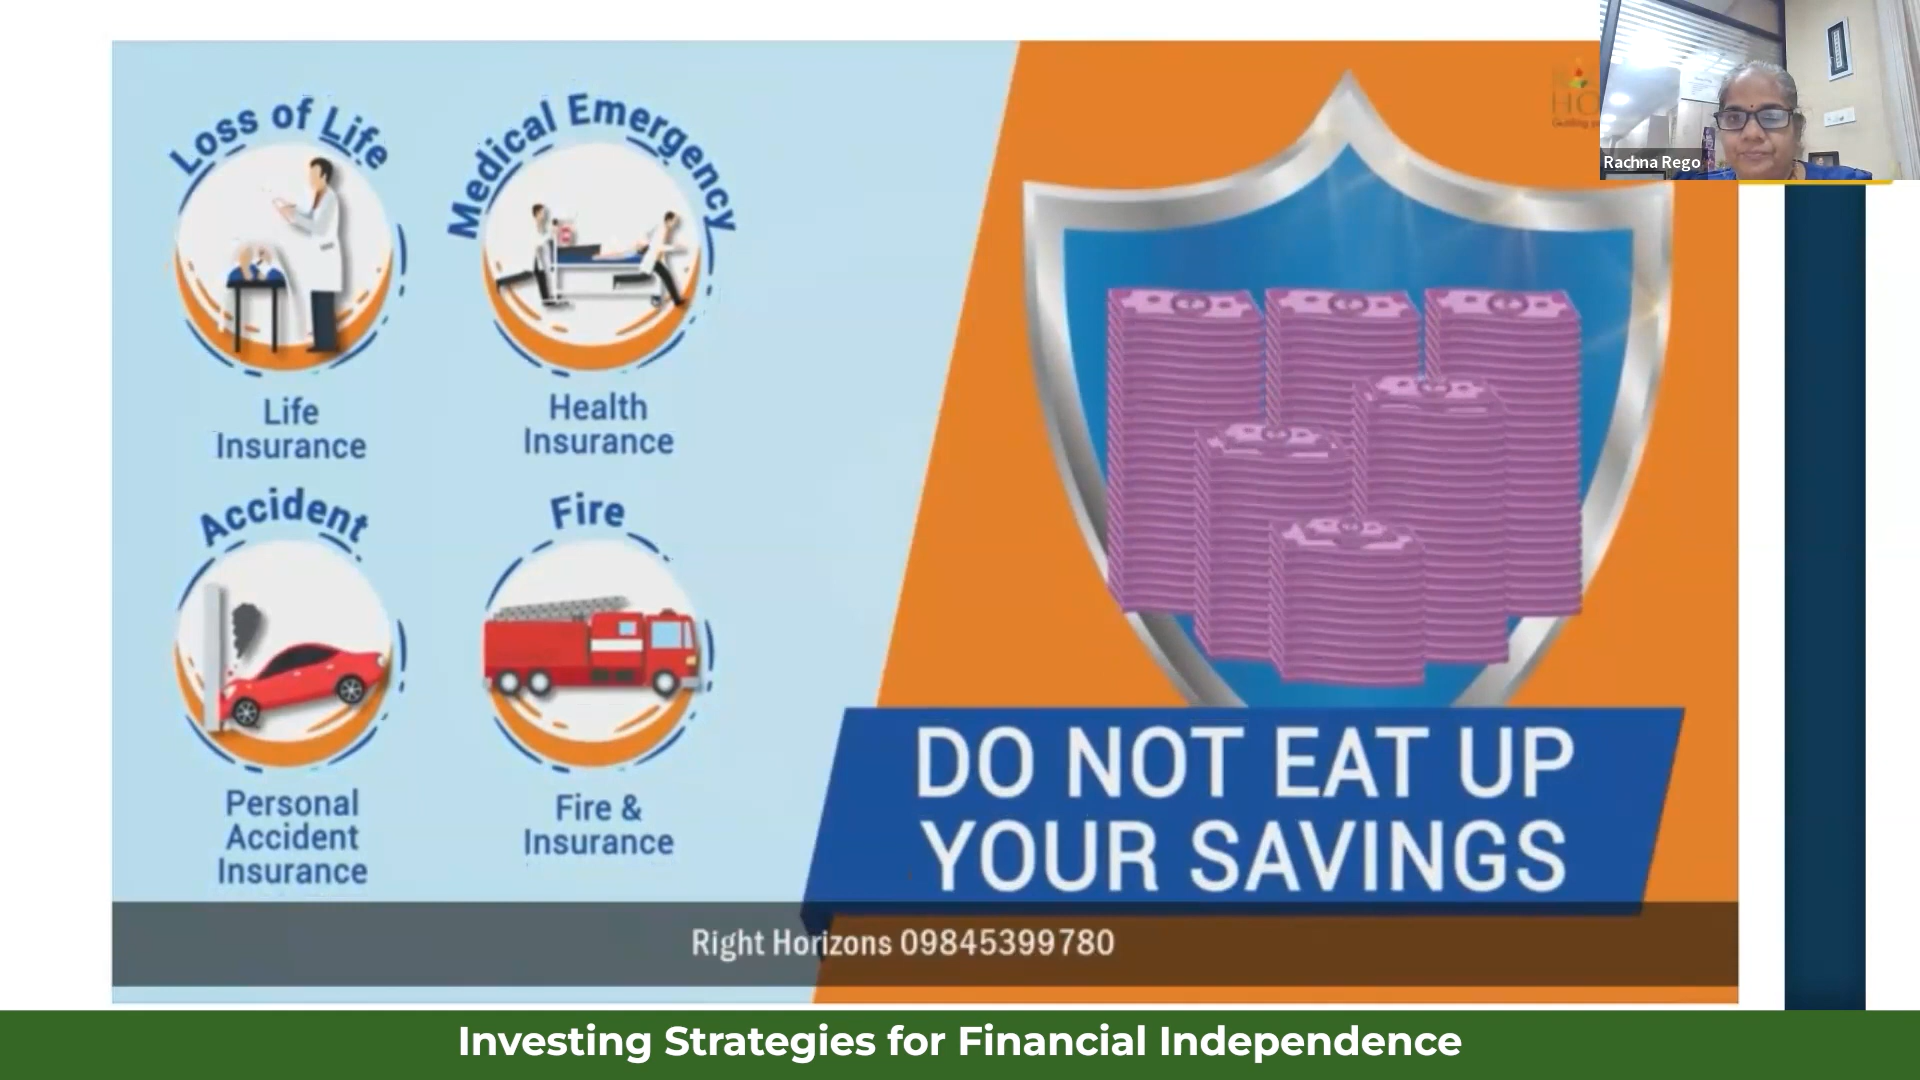 Loss of Life
Medical Emergency
Life
Insurance
Health
Insurance
Accident
Fire
Personal
Accident
Insurance
Fire &
Insurance
DO NOT EAT UP
YOUR SAVINGS
Right Horizons 09845399780
Rachna Rego
Investing Strategies for Financial Independence